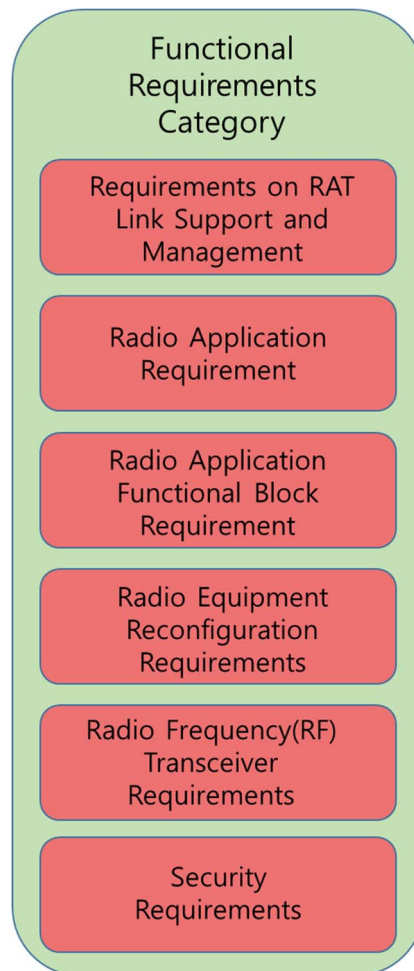 Functional
Requirements
Category
Requirements on RAT
Link Support and
Management
Radio Application
Requirement
Radio Application
Functional Block
Requirement
Radio Equipment
Reconfiguration
Requirements
Radio Frequency(RF)
Transceiver
Requirements
Security
Requirements